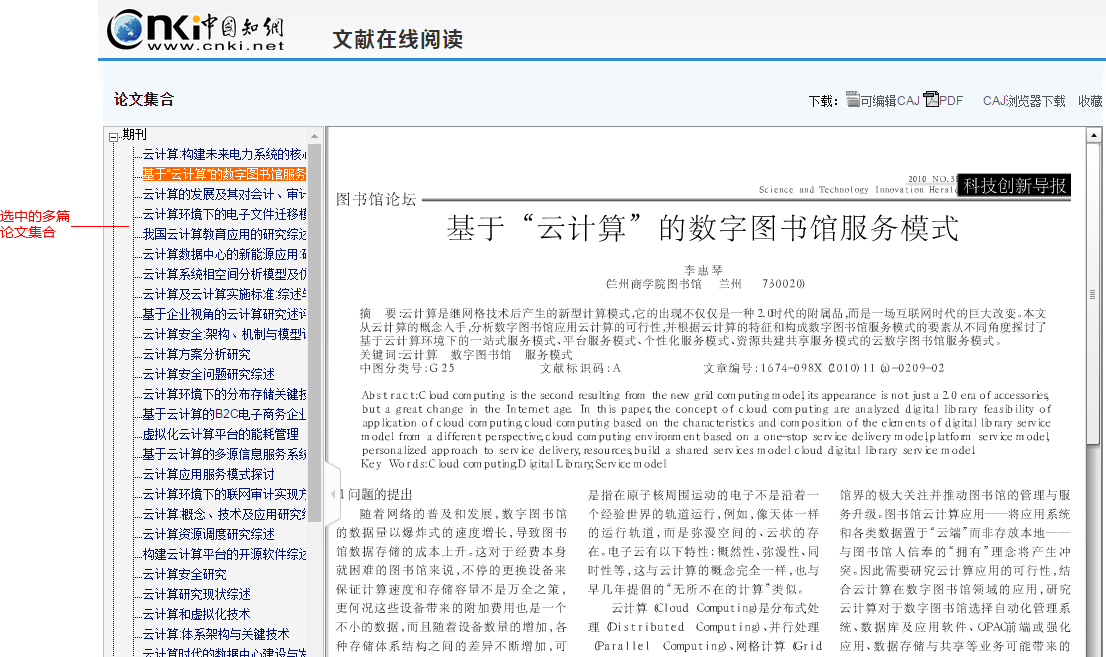 cnki中国知網
www.cnki.net
文献在线阅读
论文集合
下载: 可编辑CAJ PDF CAJ浏览器下载 收藏
选中的多篇
论文集合
期刊
云计算:构建未来电力系统的核心
基于“云计算”的数字图书馆服务
云计算的发展及其对会计、审计
云计算环境下的电子文件迁移模
我国云计算教育应用的研究综述
云计算数据中心的新能源应用:研
云计算系统相空间分析模型及仿
云计算及云计算实施标准:综述与
基于企业视角的云计算研究述评
云计算安全:架构、机制与模型评
云计算方案分析研究
云计算安全问题研究综述
云计算环境下的分布存储关键技
基于云计算的B2C电子商务企业
虚拟化云计算平台的能耗管理
基于云计算的多源信息服务系统
云计算应用服务模式探讨
云计算环境下的联网审计实现方
云计算:概念、技术及应用研究综
云计算资源调度研究综述
构建云计算平台的开源软件综述
云计算安全研究
云计算研究现状综述
云计算和虚拟化技术
云计算:体系架构与关键技术
云计算时代的数据中心建设与发
2010 NO.31
Science and Technology Innovation Herald
科技创新导报
图书馆论坛
基于“云计算”的数字图书馆服务模式
李惠琴
(兰州商学院图书馆 兰州 730020)
摘 要:云计算是继网格技术后产生的新型计算模式,它的出现不仅仅是一种2.0时代的附属品,而是一场互联网时代的巨大改变。本文
从云计算的概念入手,分析数字图书馆应用云计算的可行性,并根据云计算的特征和构成数字图书馆服务模式的要素从不同角度探讨了
基于云计算环境下的一站式服务模式、平台服务模式、个性化服务模式、资源共建共享服务模式的云数字图书馆服务模式。
关键词:云计算 数字图书馆 服务模式
中图分类号:G25 文献标识码:A 文章编号:1674-098X(2010)11(a)-0209-02
Abstract:Cloud computing is the second resulting from the new grid computing model,its appearance is not just a 2.0 era of accessories,
but a great change in the Internet age. In this paper,the concept of cloud computing are analyzed digital library feasibility of
application of cloud computing,cloud computing based on the characteristics and composition of the elements of digital library service
model from a different perspective,cloud computing environment based on a one-stop service delivery model,platform service model,
personalized approach to service delivery,resources,build a shared services model cloud digital library service model.
Key Words:Cloud computing;Digital Library;Service model
1 问题的提出
随着网络的普及和发展,数字图书馆
的数据量以爆炸式的速度增长,导致图书
馆数据存储的成本上升。这对于经费本身
就困难的图书馆来说,不停的更换设备来
保证计算速度和存储容量不是万全之策,
更何况这些设备带来的附加费用也是一个
不小的数据,而且随着设备数量的增加,各
种存储体系结构之间的差异不断增加,可
是指在原子核周围运动的电子不是沿着一
个经验世界的轨道运行,例如,像天体一样
的运行轨道,而是弥漫空间的、云状的存
在。电子云有以下特性:概然性、弥漫性、同
时性等,这与云计算的概念完全一样,也与
早几年提倡的“无所不在的计算”类似。
云计算(Cloud Computing)是分布式处
理(Distributed Computing)、并行处理
(Parallel Computing)、网格计算(Grid
馆界的极大关注并推动图书馆的管理与服
务升级。图书馆云计算应用——将应用系统
和各类数据置于“云端”而非存放本地——
与图书馆人信奉的“拥有”理念将产生冲
突。因此需要研究云计算应用的可行性,结
合云计算在数字图书馆领域的应用,研究
云计算对于数字图书馆选择自动化管理系
统、数据库及应用软件、OPAC前端或强化
应用、数据存储与共享等业务可能带来的